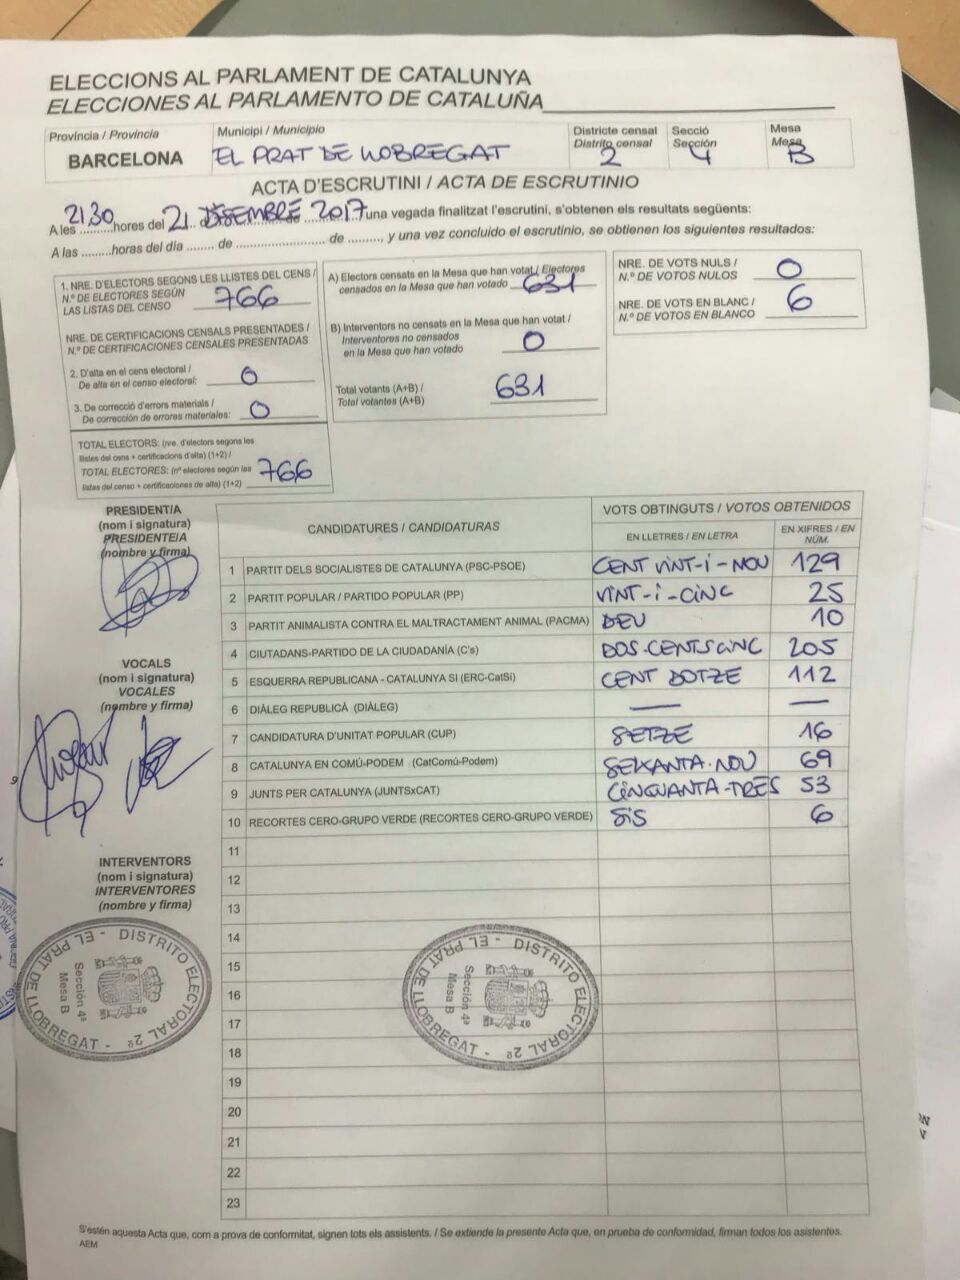 ELECCIONS AL PARLAMENT DE CATALUNYA
ELECCIONES AL PARLAMENTO DE CATALUÑA
Província / Provincia
BARCELONA
Municipi / Municipio
EL PRAT DE LLOBREGAT
Districte censal
Distrito censal
2
Secció
Sección
4
Mesa
Mesa
B
ACTA D'ESCRUTINI / ACTA DE ESCRUTINIO
A les 2130 hores del 21 de DESEMBRE de 2017 una vegada finalitzat l'escrutini, s'obtenen els resultats següents:
A las .........horas del día ........ de .......................... de .........., y una vez concluido el escrutinio, se obtienen los siguientes resultados:
1. NRE. D'ELECTORS SEGONS LES LLISTES DEL CENS /
N.º DE ELECTORES SEGÚN
LAS LISTAS DEL CENSO 766
NRE. DE CERTIFICACIONS CENSALS PRESENTADES /
N.º DE CERTIFICACIONES CENSALES PRESENTADAS
2. D'alta en el cens electoral /
De alta en el censo electoral: 0
3. De correcció d'errors materials /
De corrección de errores materiales: 0
TOTAL ELECTORS: (nre. d'electors segons les
llistes del cens + certificacions d'alta) (1+2) /
TOTAL ELECTORES: (nº electores según las
listas del censo + certificaciones de alta) (1+2) 766
A) Electors censats en la Mesa que han votat / Electores
censados en la Mesa que han votado 631
B) Interventors no censats en la Mesa que han votat /
Interventores no censados
en la Mesa que han votado 0
Total votants (A+B) /
Total votantes (A+B) 631
NRE. DE VOTS NULS /
N.º DE VOTOS NULOS 0
NRE. DE VOTS EN BLANC /
N.º DE VOTOS EN BLANCO 6
PRESIDENT/A
(nom i signatura)
PRESIDENTE/A
(nombre y firma)
VOCALS
(nom i signatura)
VOCALES
(nombre y firma)
INTERVENTORS
(nom i signatura)
INTERVENTORES
(nombre y firma)
CANDIDATURES / CANDIDATURAS
VOTS OBTINGUTS / VOTOS OBTENIDOS
EN LLETRES / EN LETRA
EN XIFRES / EN NÚM.
1 PARTIT DELS SOCIALISTES DE CATALUNYA (PSC-PSOE) CENT VINT-I-NOU 129
2 PARTIT POPULAR / PARTIDO POPULAR (PP) VINT-I-CINC 25
3 PARTIT ANIMALISTA CONTRA EL MALTRACTAMENT ANIMAL (PACMA) DEU 10
4 CIUTADANS-PARTIDO DE LA CIUDADANÍA (C's) DOS-CENTS CINC 205
5 ESQUERRA REPUBLICANA - CATALUNYA SI (ERC-CatSí) CENT DOTZE 112
6 DIÀLEG REPUBLICÀ (DIÀLEG) — —
7 CANDIDATURA D'UNITAT POPULAR (CUP) SETZE 16
8 CATALUNYA EN COMÚ-PODEM (CatComú-Podem) SEIXANTA-NOU 69
9 JUNTS PER CATALUNYA (JUNTSxCAT) CINQUANTA-TRES 53
10 RECORTES CERO-GRUPO VERDE (RECORTES CERO-GRUPO VERDE) SIS 6
11
12
13
14
15
16
17
18
19
20
21
22
23
DISTRITO ELECTORAL 2º - EL PRAT DE LLOBREGAT -
Sección 4ª
Mesa B
DISTRITO ELECTORAL 2º - EL PRAT DE LLOBREGAT -
Sección 4ª
Mesa B
S'estén aquesta Acta que, com a prova de conformitat, signen tots els assistents. / Se extiende la presente Acta que, en prueba de conformidad, firman todos los asistentes.
AEM